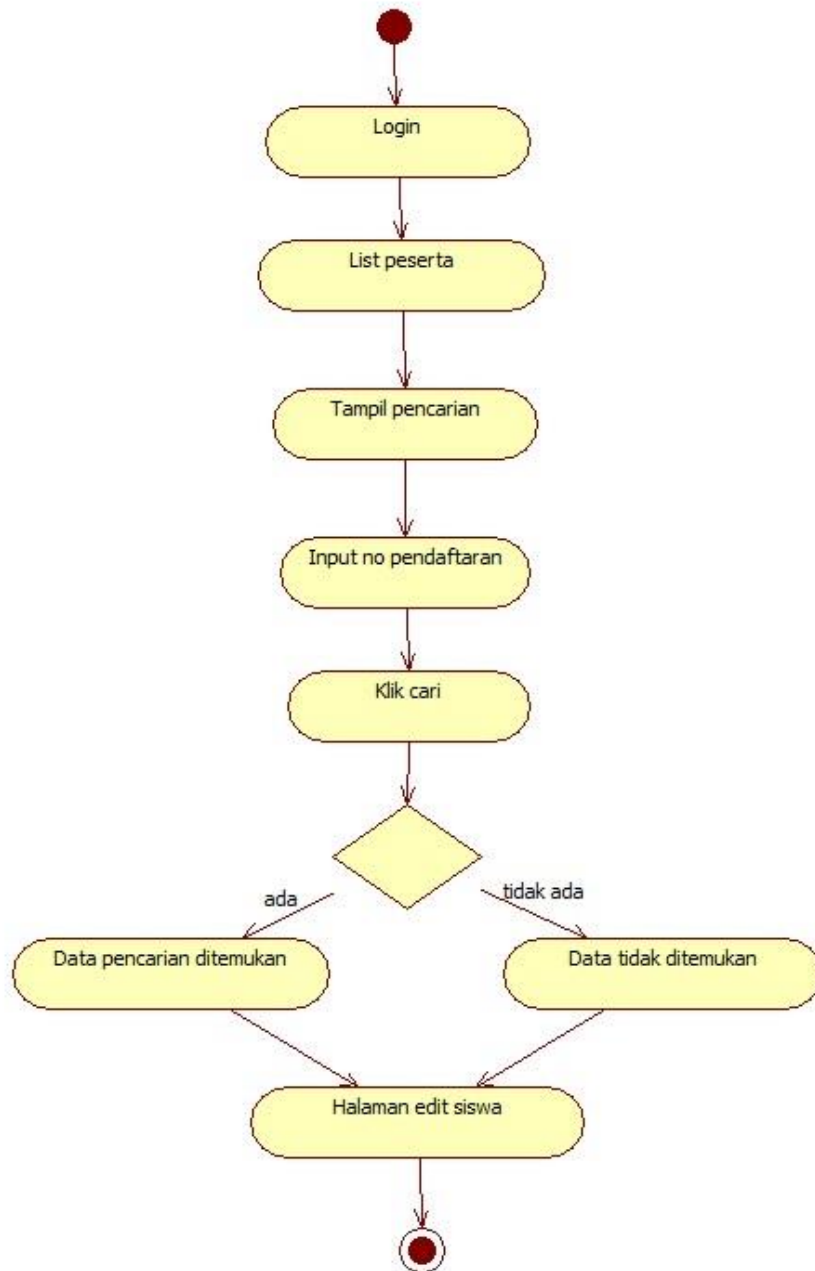 Login
List peserta
Tampil pencarian
Input no pendaftaran
Klik cari
ada
tidak ada
Data pencarian ditemukan
Data tidak ditemukan
Halaman edit siswa